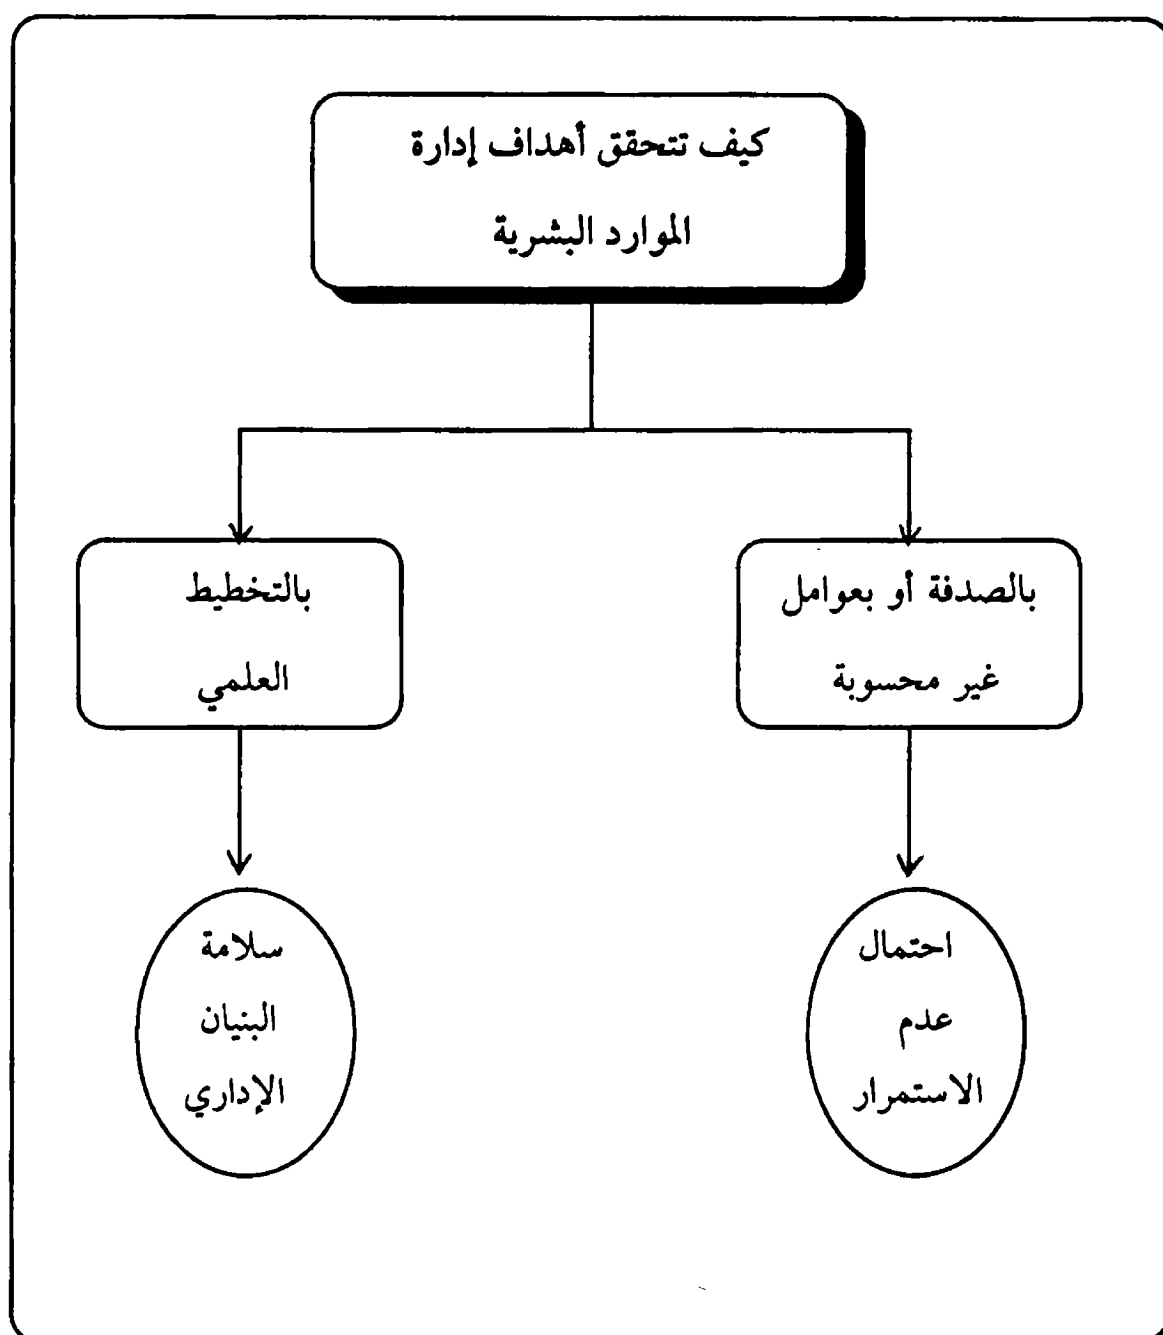 كيف تتحقق أهداف إدارة
الموارد البشرية
بالصدفة أو بعوامل
غير محسوبة
بالتخطيط
العلمي
احتمال
عدم
الاستمرار
سلامة
البنيان
الإداري